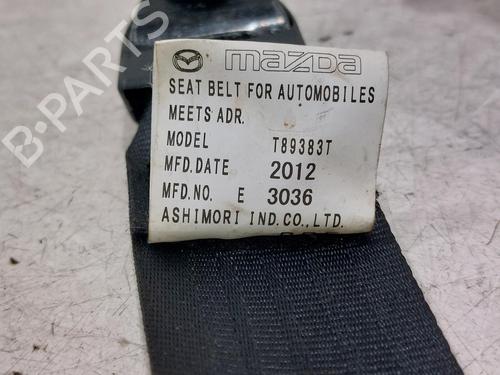 mazda
SEAT BELT FOR AUTOMOBILES
MEETS ADR.
MODEL T89383T
MFD.DATE 2012
MFD.NO. E 3036
ASHIMORI IND.CO.,LTD.